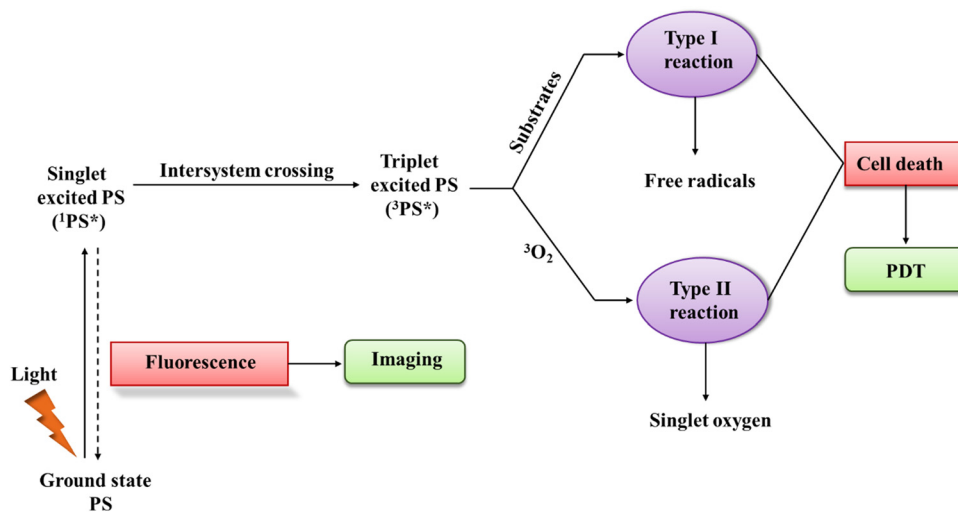 Type I
reaction
Substrates
Free radicals
Cell death
PDT
Singlet
excited PS
(¹PS*)
Intersystem crossing
Triplet
excited PS
(³PS*)
³O₂
Type II
reaction
Singlet oxygen
Fluorescence
Imaging
Light
Ground state
PS